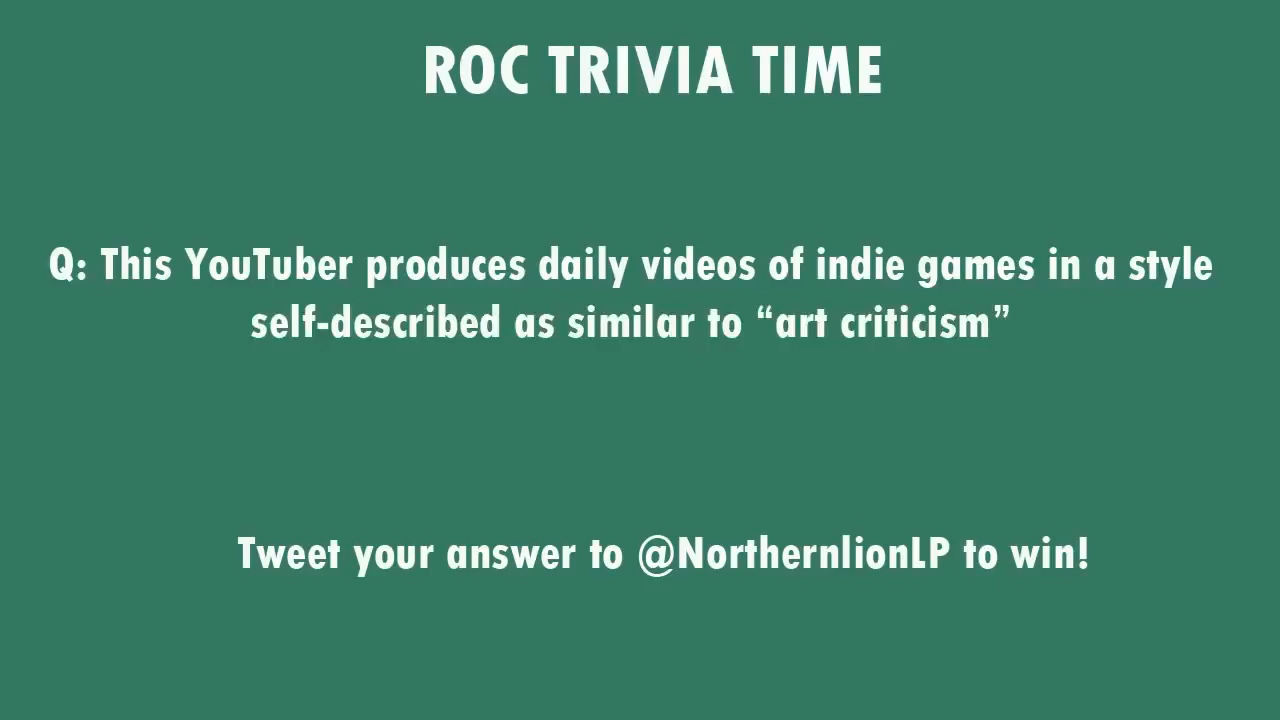 ROC TRIVIA TIME
Q: This YouTuber produces daily videos of indie games in a style
self-described as similar to “art criticism”
Tweet your answer to @NorthernlionLP to win!